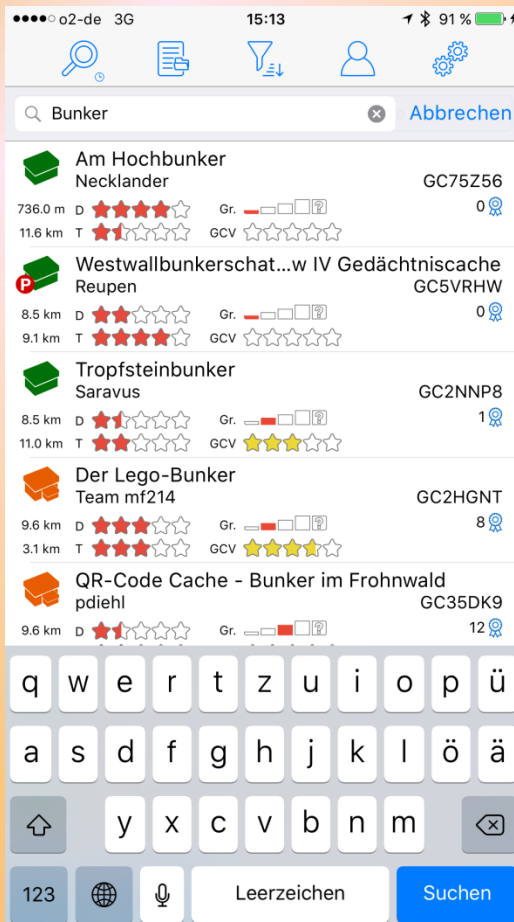 o2-de 3G 15:13 91 %
Bunker Abbrechen
Am Hochbunker
Necklander GC75Z56
736.0 m D Gr. ? 0
11.6 km T GCV
Westwallbunkerschat...w IV Gedächtniscache
P Reupen GC5VRHW
8.5 km D Gr. ? 0
9.1 km T GCV
Tropfsteinbunker
Saravus GC2NNP8
8.5 km D Gr. ? 1
11.0 km T GCV
Der Lego-Bunker
Team mf214 GC2HGNT
9.6 km D Gr. ? 8
3.1 km T GCV
QR-Code Cache - Bunker im Frohnwald
pdiehl GC35DK9
9.6 km D Gr. ? 12
q w e r t z u i o p ü
a s d f g h j k l ö ä
y x c v b n m
123 Leerzeichen Suchen